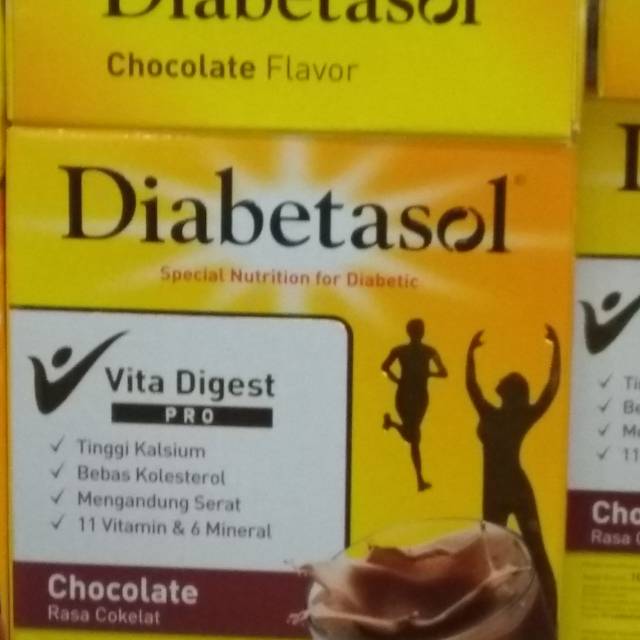 Diabetasol
Chocolate Flavor
Diabetasol®
Special Nutrition for Diabetic
Vita Digest
PRO
✓ Tinggi Kalsium
✓ Bebas Kolesterol
✓ Mengandung Serat
✓ 11 Vitamin & 6 Mineral
Chocolate
Rasa Cokelat
✓ 11
Rasa